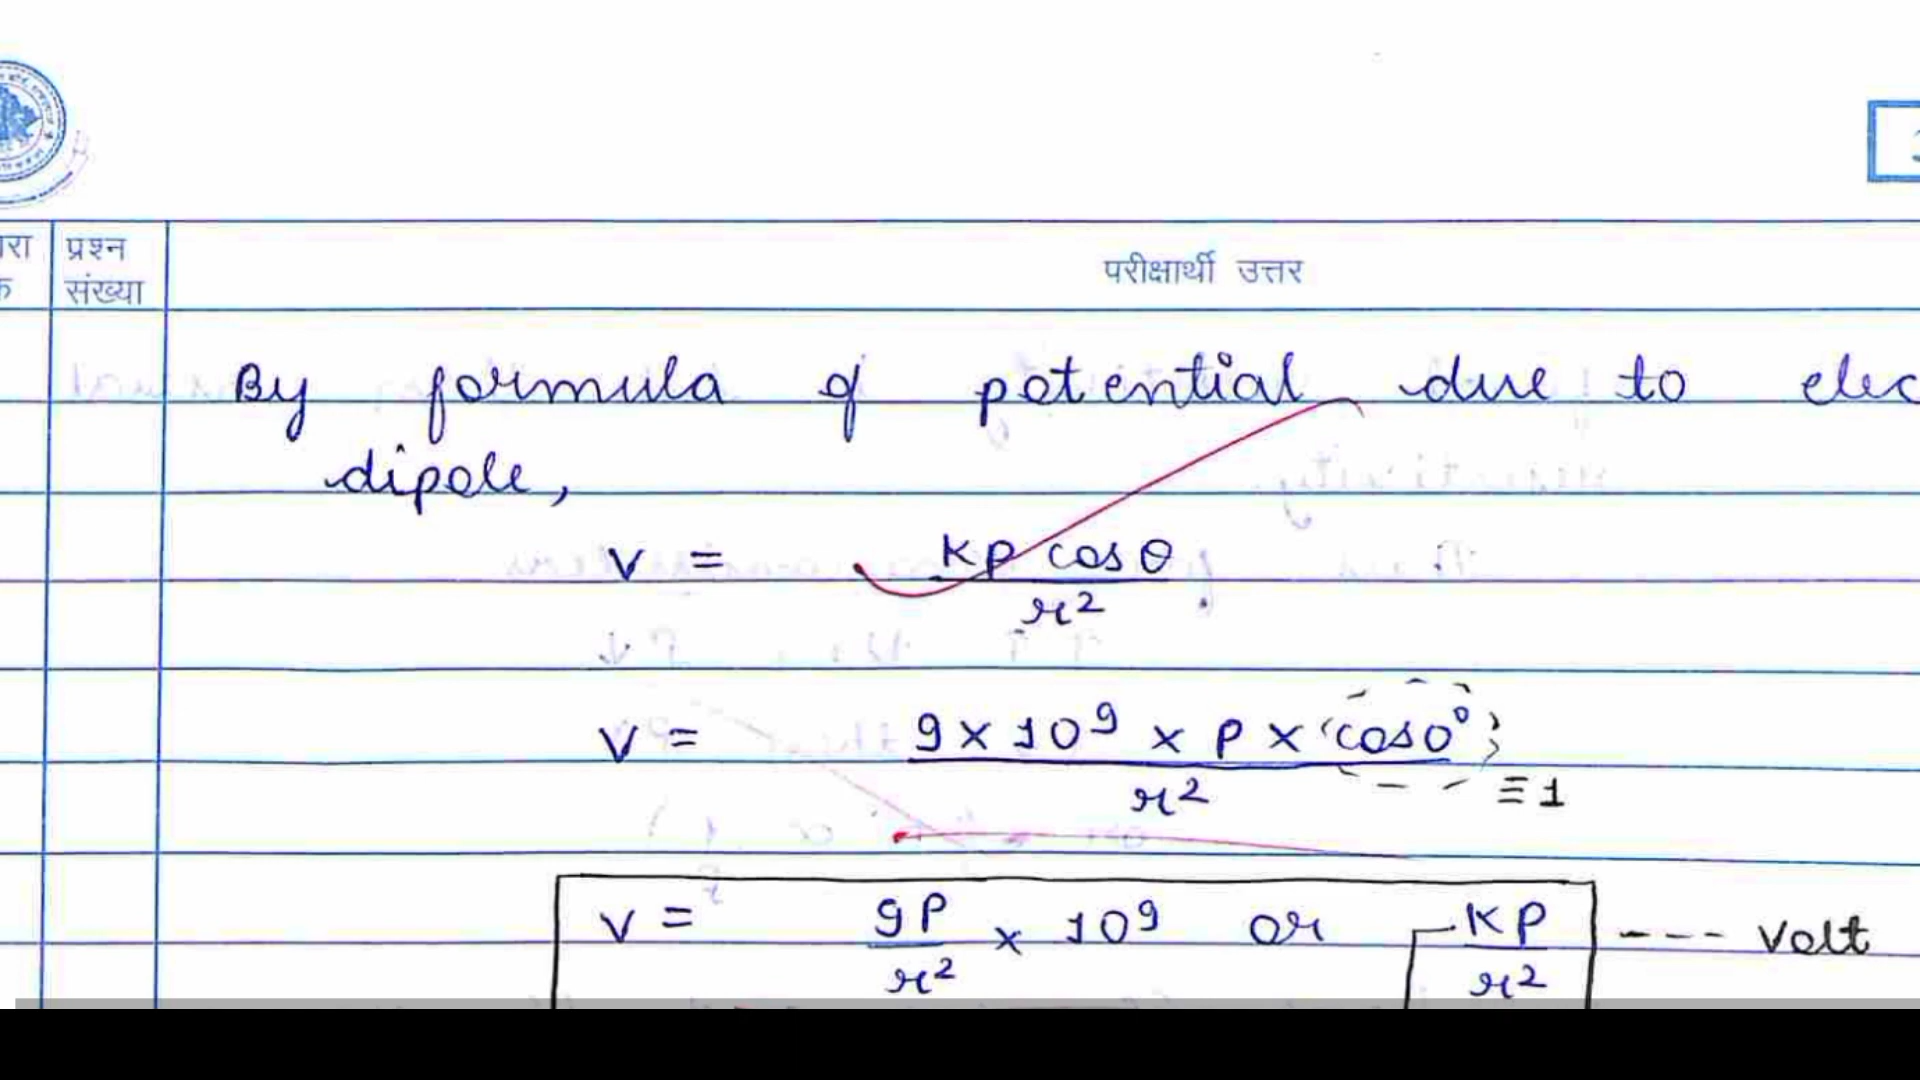 प्रश्न
संख्या
परीक्षार्थी उत्तर
By formula of potential due to
dipole,
V = KP cosθ / r²
V = 9 × 10⁹ × P × cos0° / r² ≡ 1
V = 9P / r² × 10⁹ or KP / r² --- Volt